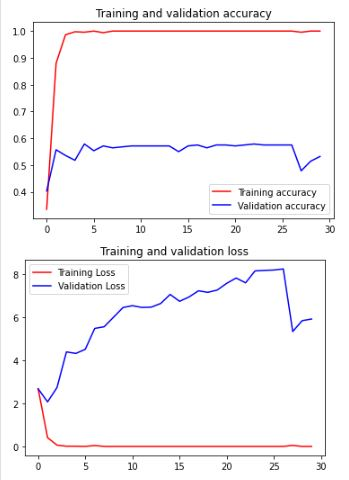 Training and validation accuracy
1.0
0.9
0.8
0.7
0.6
0.5
0.4
Training accuracy
Validation accuracy
0 5 10 15 20 25 30
Training and validation loss
Training Loss
Validation Loss
8
6
4
2
0
0 5 10 15 20 25 30